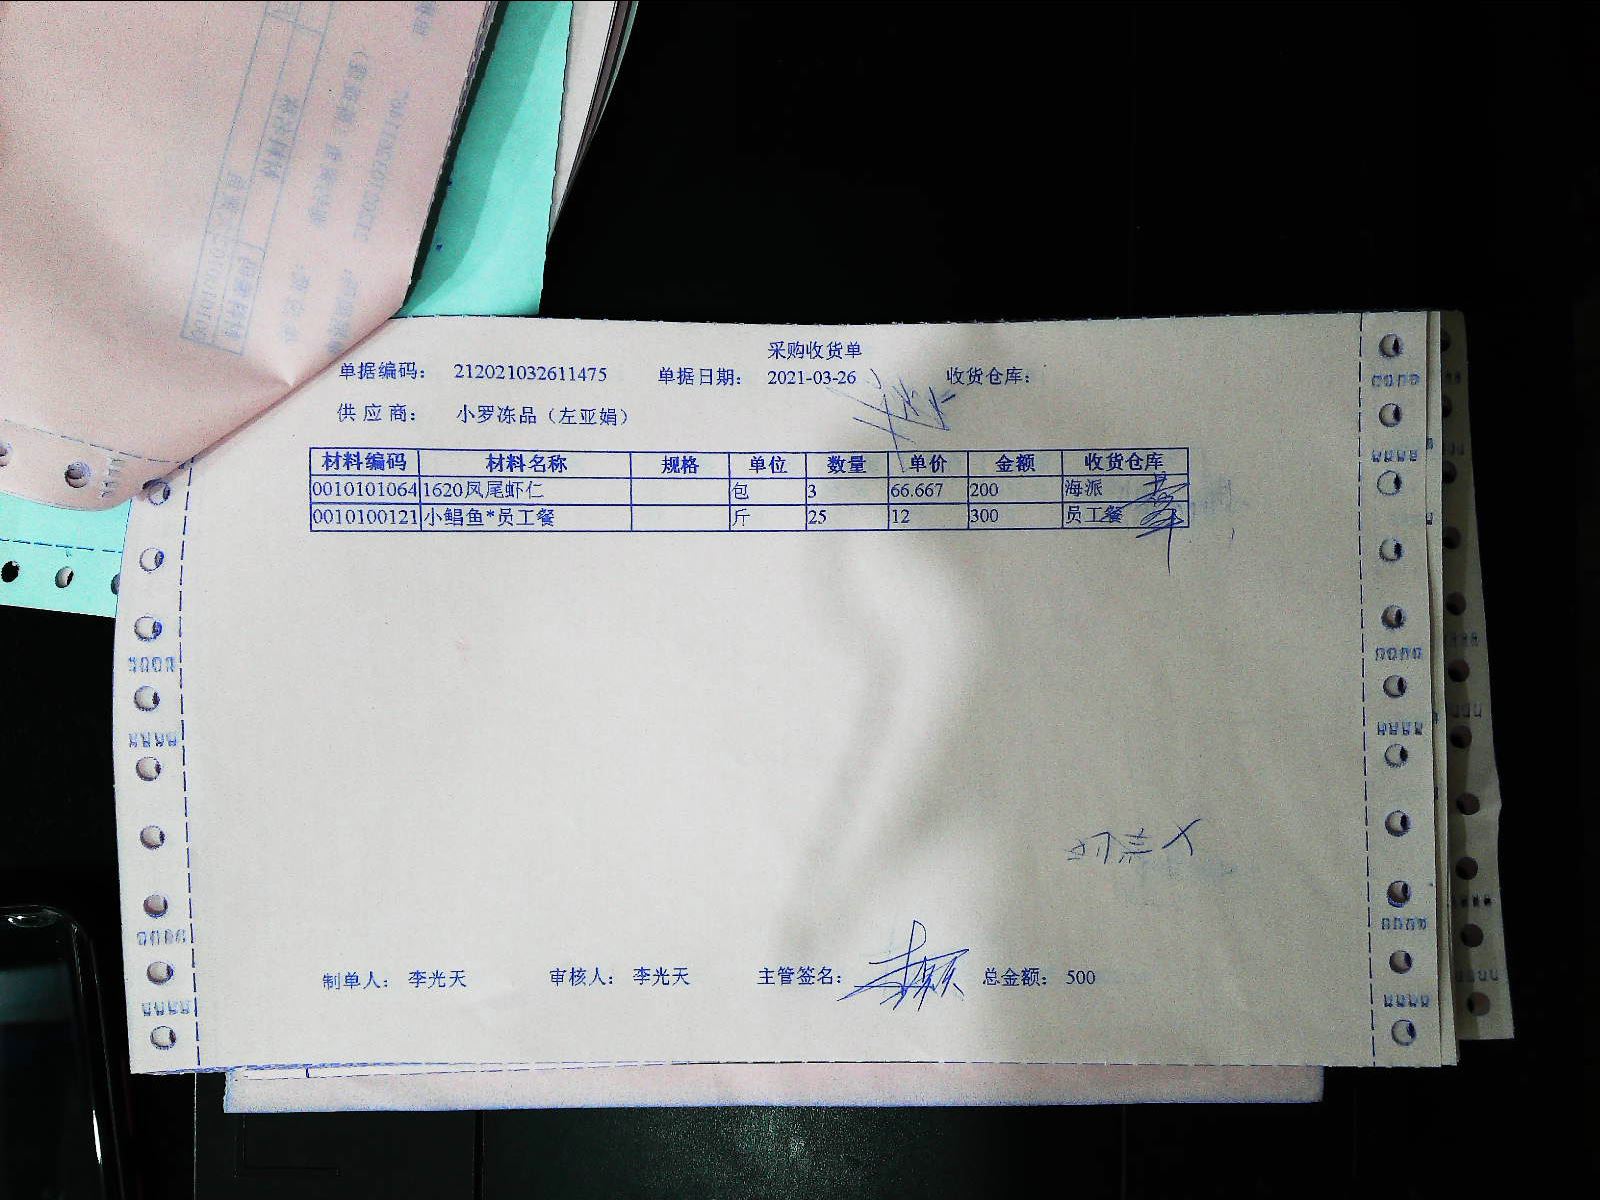 采购收货单
单据编码： 212021032611475 单据日期： 2021-03-26 收货仓库：
供应商： 小罗冻品（左亚娟）
材料编码 材料名称 规格 单位 数量 单价 金额 收货仓库
0010101064 1620凤尾虾仁 包 3 66.667 200 海派
0010100121 小鲳鱼*员工餐 斤 25 12 300 员工餐
制单人： 李光天 审核人： 李光天 主管签名： 总金额： 500